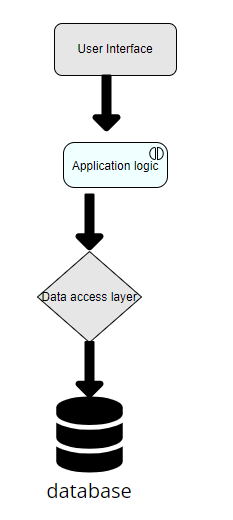 User Interface
Application logic
Data access layer
database